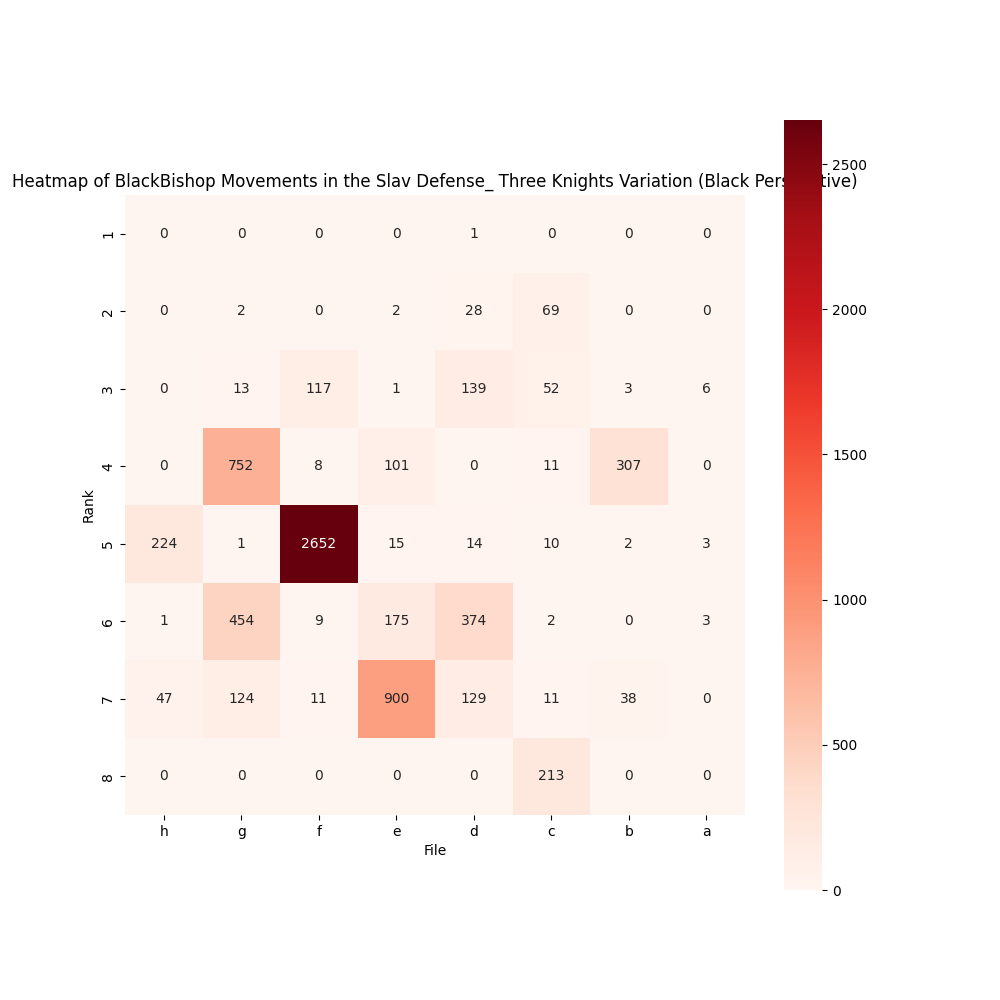 Heatmap of BlackBishop Movements in the Slav Defense_ Three Knights Variation (Black Perspective)
1 0 0 0 0 1 0 0 0
2 0 2 0 2 28 69 0 0
3 0 13 117 1 139 52 3 6
4 0 752 8 101 0 11 307 0
5 224 1 2652 15 14 10 2 3
6 1 454 9 175 374 2 0 3
7 47 124 11 900 129 11 38 0
8 0 0 0 0 0 213 0 0
h g f e d c b a
File
Rank
2500
2000
1500
1000
500
0